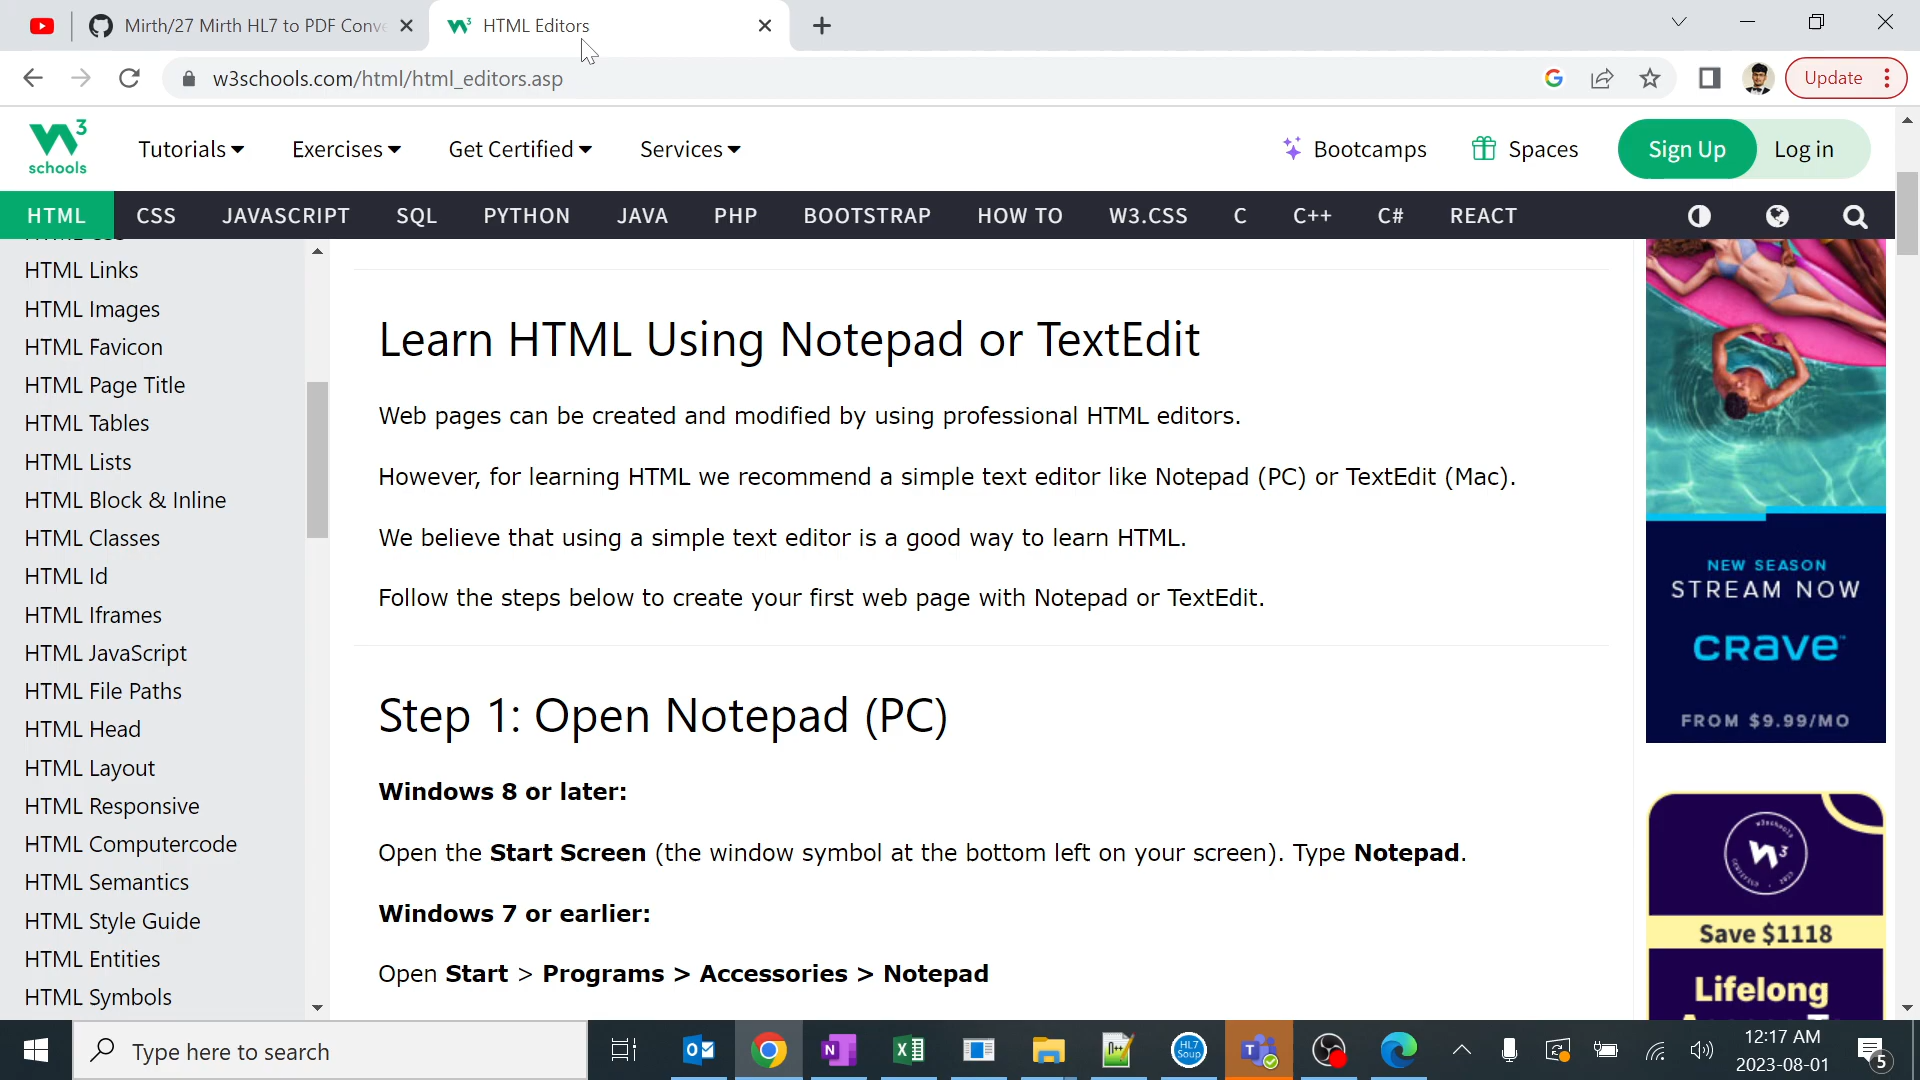 Mirth/27 Mirth HL7 to PDF Conve
HTML Editors
w3schools.com/html/html_editors.asp
Update
W3 schools
Tutorials
Exercises
Get Certified
Services
Bootcamps
Spaces
Sign Up
Log in
HTML
CSS
JAVASCRIPT
SQL
PYTHON
JAVA
PHP
BOOTSTRAP
HOW TO
W3.CSS
C
C++
C#
REACT
HTML Links
HTML Images
HTML Favicon
HTML Page Title
HTML Tables
HTML Lists
HTML Block & Inline
HTML Classes
HTML Id
HTML Iframes
HTML JavaScript
HTML File Paths
HTML Head
HTML Layout
HTML Responsive
HTML Computercode
HTML Semantics
HTML Style Guide
HTML Entities
HTML Symbols
Learn HTML Using Notepad or TextEdit
Web pages can be created and modified by using professional HTML editors.
However, for learning HTML we recommend a simple text editor like Notepad (PC) or TextEdit (Mac).
We believe that using a simple text editor is a good way to learn HTML.
Follow the steps below to create your first web page with Notepad or TextEdit.
Step 1: Open Notepad (PC)
Windows 8 or later:
Open the Start Screen (the window symbol at the bottom left on your screen). Type Notepad.
Windows 7 or earlier:
Open Start > Programs > Accessories > Notepad
NEW SEASON
STREAM NOW
CRAVE
FROM $9.99/MO
Save $1118
Lifelong
Type here to search
HL7 Soup
12:17 AM
2023-08-01
5